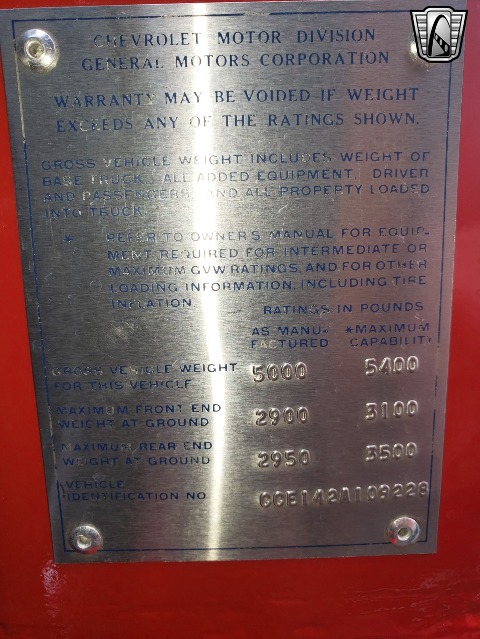 CHEVROLET MOTOR DIVISION
GENERAL MOTORS CORPORATION
WARRANTY MAY BE VOIDED IF WEIGHT
EXCEEDS ANY OF THE RATINGS SHOWN.
GROSS VEHICLE WEIGHT INCLUDES WEIGHT OF
BASE TRUCK, ALL ADDED EQUIPMENT, DRIVER
AND PASSENGERS, AND ALL PROPERTY LOADED
INTO TRUCK.
* REFER TO OWNER'S MANUAL FOR EQUIP-
MENT REQUIRED FOR INTERMEDIATE OR
MAXIMUM GVW RATINGS, AND FOR OTHER
LOADING INFORMATION, INCLUDING TIRE
INFLATION.
RATINGS IN POUNDS
AS MANU- *MAXIMUM
FACTURED CAPABILITY
GROSS VEHICLE WEIGHT 5000 5400
FOR THIS VEHICLE
MAXIMUM FRONT END 2900 3100
WEIGHT AT GROUND
MAXIMUM REAR END 2950 3500
WEIGHT AT GROUND
VEHICLE
IDENTIFICATION NO. CCE142A109228